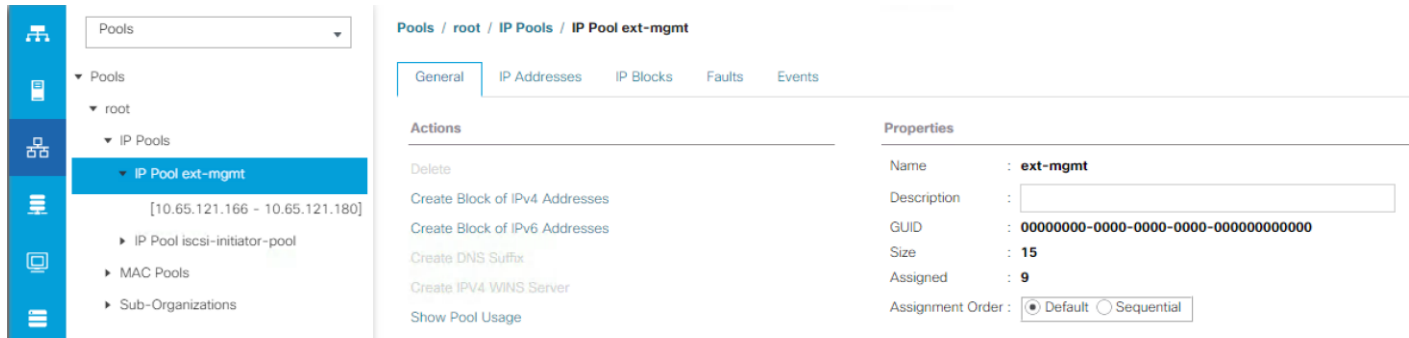 Pools
Pools
root
IP Pools
IP Pool ext-mgmt
[10.65.121.166 - 10.65.121.180]
IP Pool iscsi-initiator-pool
MAC Pools
Sub-Organizations
Pools / root / IP Pools / IP Pool ext-mgmt
General IP Addresses IP Blocks Faults Events
Actions
Delete
Create Block of IPv4 Addresses
Create Block of IPv6 Addresses
Create DNS Suffix
Create IPV4 WINS Server
Show Pool Usage
Properties
Name : ext-mgmt
Description :
GUID : 00000000-0000-0000-0000-000000000000
Size : 15
Assigned : 9
Assignment Order : Default Sequential